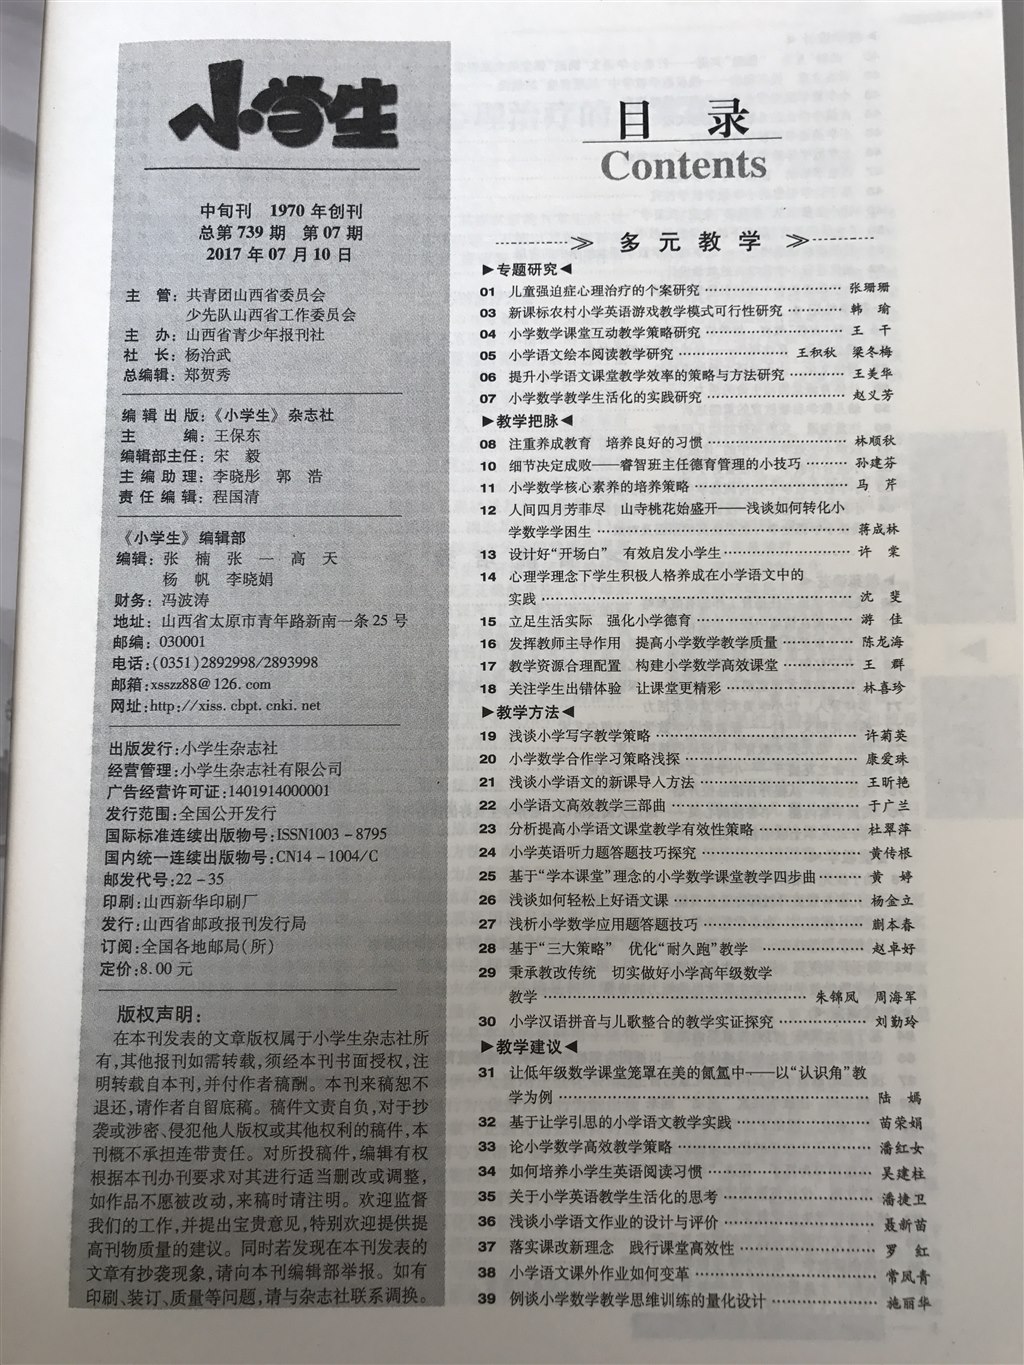 小学生
中旬刊 1970 年创刊
总第 739 期 第 07 期
2017 年 07 月 10 日
主 管：共青团山西省委员会
少先队山西省工作委员会
主 办：山西省青少年报刊社
社 长：杨治武
总编辑：郑贺秀
编 辑 出 版：《小学生》杂志社
主 编：王保东
编辑部主任：宋 毅
主 编 助 理：李晓彤 郭 浩
责 任 编 辑：程国清
《小学生》编辑部
编辑：张 楠 张 一 高 天
杨 帆 李晓娟
财务：冯波涛
地址：山西省太原市青年路新南一条 25 号
邮编：030001
电话：(0351)2892998/2893998
邮箱：xsszz88@126.com
网址：http://xiss.cbpt.cnki.net
出版发行：小学生杂志社
经营管理：小学生杂志社有限公司
广告经营许可证：1401914000001
发行范围：全国公开发行
国际标准连续出版物号：ISSN1003－8795
国内统一连续出版物号：CN14－1004/C
邮发代号：22－35
印刷：山西新华印刷厂
发行：山西省邮政报刊发行局
订阅：全国各地邮局（所）
定价：8.00 元
版权声明：
在本刊发表的文章版权属于小学生杂志社所
有，其他报刊如需转载，须经本刊书面授权，注
明转载自本刊，并付作者稿酬。本刊来稿恕不
退还，请作者自留底稿。稿件文责自负，对于抄
袭或涉密、侵犯他人版权或其他权利的稿件，本
刊概不承担连带责任。对所投稿件，编辑有权
根据本刊办刊要求对其进行适当删改或调整，
如作品不愿被改动，来稿时请注明。欢迎监督
我们的工作，并提出宝贵意见，特别欢迎提供提
高刊物质量的建议。同时若发现在本刊发表的
文章有抄袭现象，请向本刊编辑部举报。如有
印刷、装订、质量等问题，请与杂志社联系调换。
目 录
Contents
多 元 教 学
▶专题研究◀
01 儿童强迫症心理治疗的个案研究 ………… 张珊珊
03 新课标农村小学英语游戏教学模式可行性研究 ………… 韩 瑜
04 小学数学课堂互动教学策略研究 ………… 王 干
05 小学语文绘本阅读教学研究 ………… 王积秋 梁冬梅
06 提升小学语文课堂教学效率的策略与方法研究 ………… 王美华
07 小学数学教学生活化的实践研究 ………… 赵义芳
▶教学把脉◀
08 注重养成教育 培养良好的习惯 ………… 林顺秋
10 细节决定成败——睿智班主任德育管理的小技巧 ……… 孙建芬
11 小学数学核心素养的培养策略 ………… 马 芹
12 人间四月芳菲尽 山寺桃花始盛开——浅谈如何转化小
学数学学困生 ………… 蒋成林
13 设计好“开场白” 有效启发小学生 ………… 许 棠
14 心理学理念下学生积极人格养成在小学语文中的
实践 ………… 沈 斐
15 立足生活实际 强化小学德育 ………… 游 佳
16 发挥教师主导作用 提高小学数学教学质量 ………… 陈龙海
17 教学资源合理配置 构建小学数学高效课堂 ………… 王 群
18 关注学生出错体验 让课堂更精彩 ………… 林喜珍
▶教学方法◀
19 浅谈小学写字教学策略 ………… 许菊英
20 小学数学合作学习策略浅探 ………… 康爱珠
21 浅谈小学语文的新课导入方法 ………… 王昕艳
22 小学语文高效教学三部曲 ………… 于广兰
23 分析提高小学语文课堂教学有效性策略 ………… 杜翠萍
24 小学英语听力题答题技巧探究 ………… 黄传根
25 基于“学本课堂”理念的小学数学课堂教学四步曲 ……… 黄 婷
26 浅谈如何轻松上好语文课 ………… 杨金立
27 浅析小学数学应用题答题技巧 ………… 蒯本春
28 基于“三大策略” 优化“耐久跑”教学 ………… 赵卓好
29 秉承教改传统 切实做好小学高年级数学
教学 ………… 朱锦凤 周海军
30 小学汉语拼音与儿歌整合的教学实证探究 ………… 刘勤玲
▶教学建议◀
31 让低年级数学课堂笼罩在美的氤氲中——以“认识角”教
学为例 ………… 陆 嫣
32 基于让学引思的小学语文教学实践 ………… 苗荣娟
33 论小学数学高效教学策略 ………… 潘红女
34 如何培养小学生英语阅读习惯 ………… 吴建柱
35 关于小学英语教学生活化的思考 ………… 潘捷卫
36 浅谈小学语文作业的设计与评价 ………… 聂新苗
37 落实课改新理念 践行课堂高效性 ………… 罗 红
38 小学语文课外作业如何变革 ………… 常凤青
39 例谈小学数学教学思维训练的量化设计 ………… 施丽华